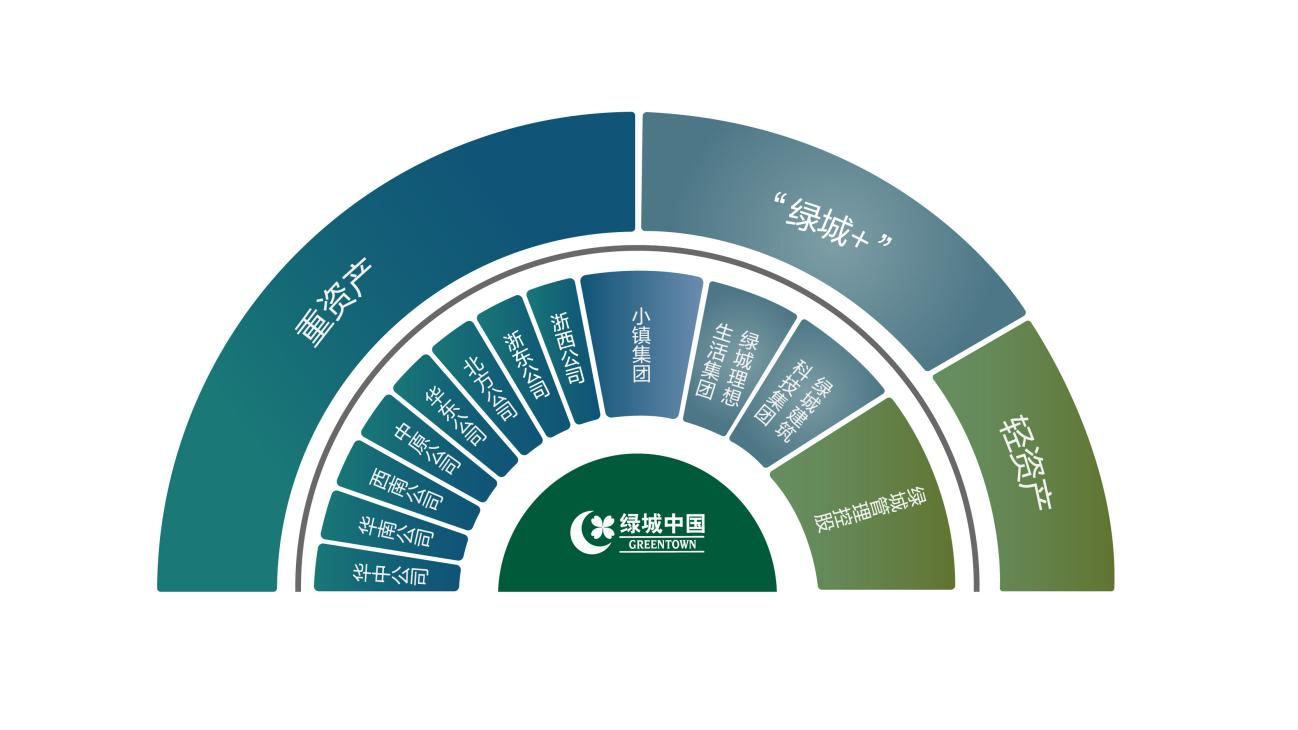 重资产
“绿城+”
轻资产
华中公司
华南公司
西南公司
中原公司
华东公司
北方公司
浙东公司
浙西公司
小镇集团
绿城理想
生活集团
绿城建筑
科技集团
绿城管理控股
绿城中国
GREENTOWN